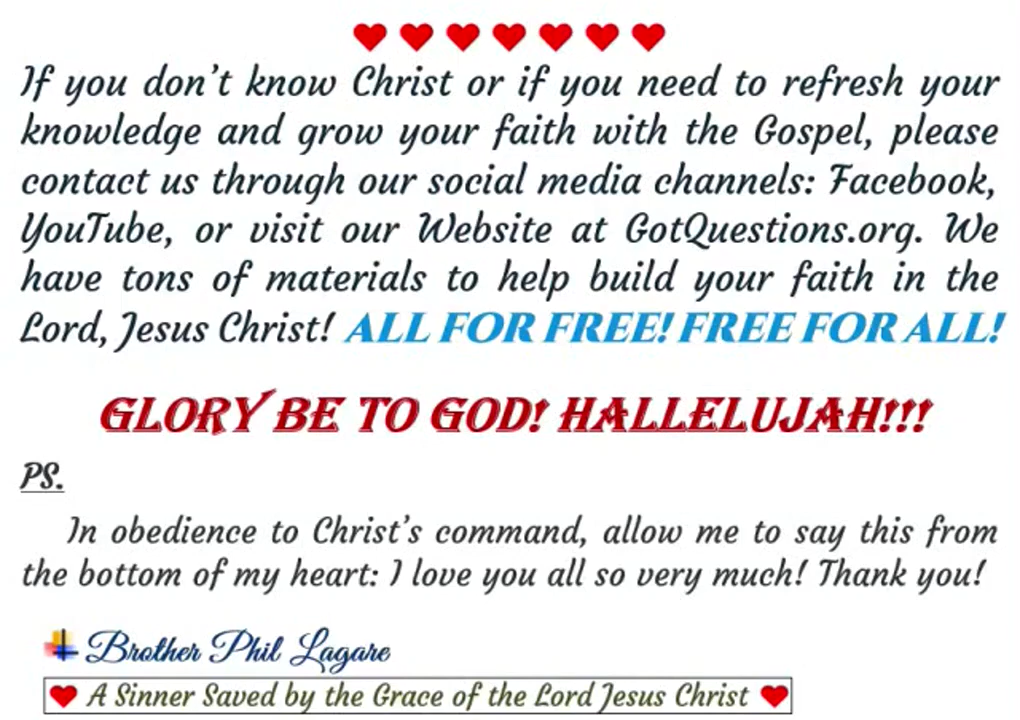 If you don't know Christ or if you need to refresh your
knowledge and grow your faith with the Gospel, please
contact us through our social media channels: Facebook,
YouTube, or visit our Website at GotQuestions.org. We
have tons of materials to help build your faith in the
Lord, Jesus Christ! ALL FOR FREE! FREE FOR ALL!
GLORY BE TO GOD! HALLELUJAH!!!
PS.
In obedience to Christ's command, allow me to say this from
the bottom of my heart: I love you all so very much! Thank you!
Brother Phil Lagare
A Sinner Saved by the Grace of the Lord Jesus Christ